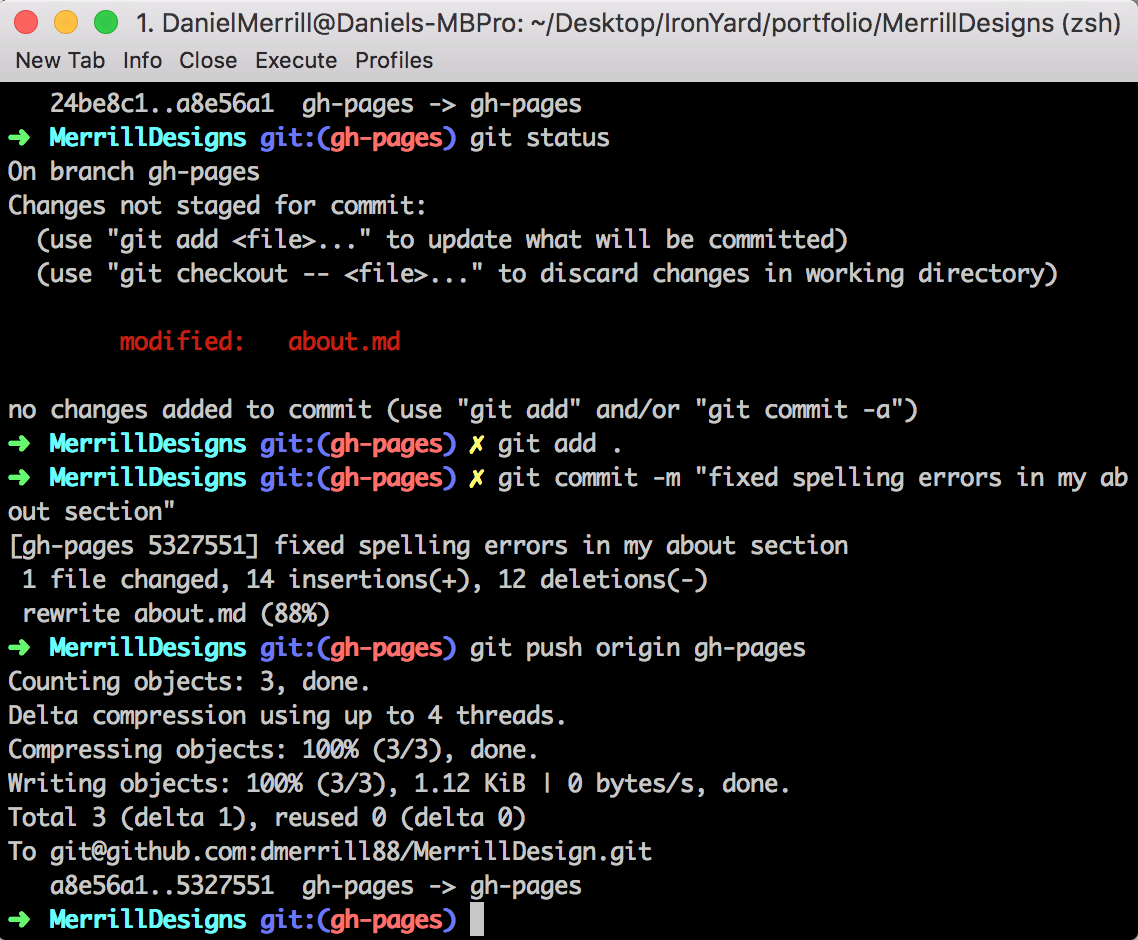 1. DanielMerrill@Daniels-MBPro: ~/Desktop/IronYard/portfolio/MerrillDesigns (zsh)
New Tab Info Close Execute Profiles
   24be8c1..a8e56a1  gh-pages -> gh-pages
➜  MerrillDesigns git:(gh-pages) git status
On branch gh-pages
Changes not staged for commit:
  (use "git add <file>..." to update what will be committed)
  (use "git checkout -- <file>..." to discard changes in working directory)
        modified:   about.md
no changes added to commit (use "git add" and/or "git commit -a")
➜  MerrillDesigns git:(gh-pages) ✗ git add .
➜  MerrillDesigns git:(gh-pages) ✗ git commit -m "fixed spelling errors in my ab
out section"
[gh-pages 5327551] fixed spelling errors in my about section
 1 file changed, 14 insertions(+), 12 deletions(-)
 rewrite about.md (88%)
➜  MerrillDesigns git:(gh-pages) git push origin gh-pages
Counting objects: 3, done.
Delta compression using up to 4 threads.
Compressing objects: 100% (3/3), done.
Writing objects: 100% (3/3), 1.12 KiB | 0 bytes/s, done.
Total 3 (delta 1), reused 0 (delta 0)
To git@github.com:dmerrill88/MerrillDesign.git
   a8e56a1..5327551  gh-pages -> gh-pages
➜  MerrillDesigns git:(gh-pages)